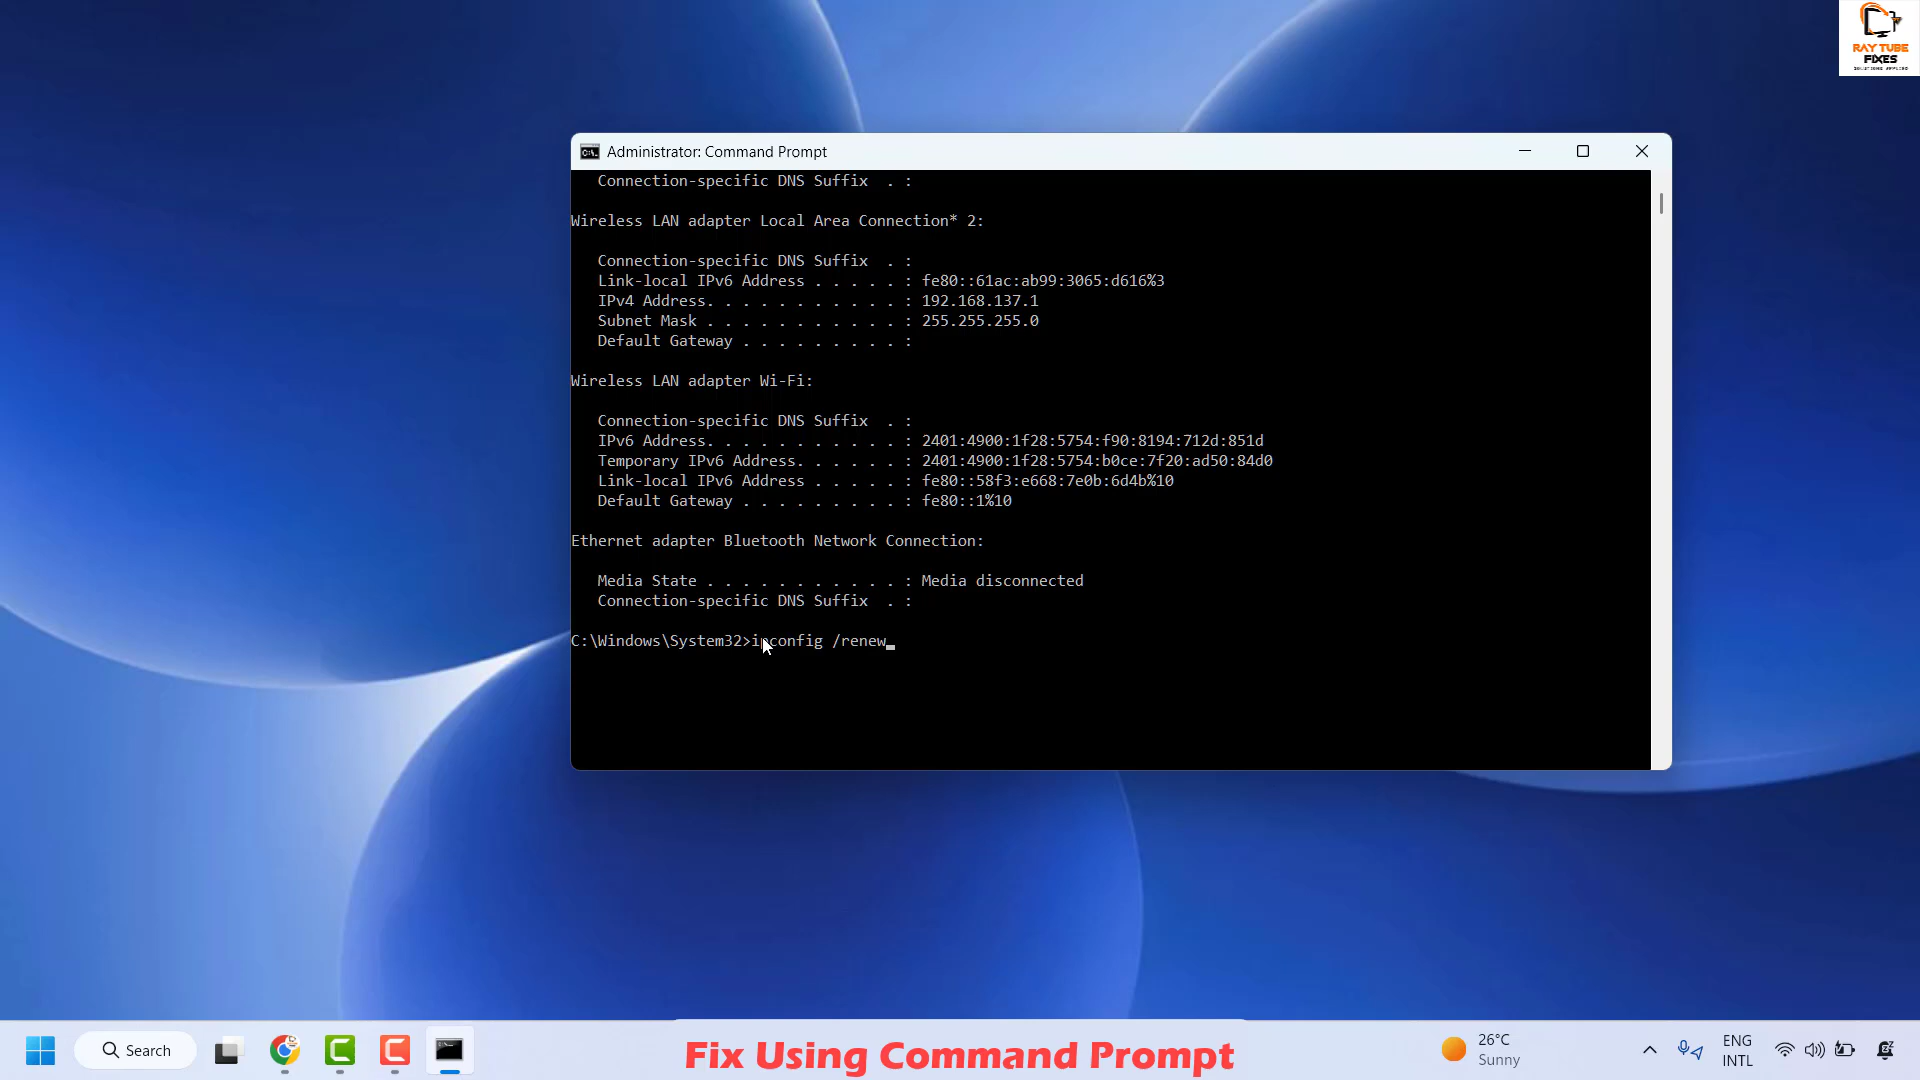 RAY TUBE
FIXES
Administrator: Command Prompt
Connection-specific DNS Suffix  . :
Wireless LAN adapter Local Area Connection* 2:
Connection-specific DNS Suffix  . :
Link-local IPv6 Address . . . . . : fe80::61ac:ab99:3065:d616%3
IPv4 Address. . . . . . . . . . . : 192.168.137.1
Subnet Mask . . . . . . . . . . . : 255.255.255.0
Default Gateway . . . . . . . . . :
Wireless LAN adapter Wi-Fi:
Connection-specific DNS Suffix  . :
IPv6 Address. . . . . . . . . . . : 2401:4900:1f28:5754:f90:8194:712d:851d
Temporary IPv6 Address. . . . . . : 2401:4900:1f28:5754:b0ce:7f20:ad50:84d0
Link-local IPv6 Address . . . . . : fe80::58f3:e668:7e0b:6d4b%10
Default Gateway . . . . . . . . . : fe80::1%10
Ethernet adapter Bluetooth Network Connection:
Media State . . . . . . . . . . . : Media disconnected
Connection-specific DNS Suffix  . :
C:\Windows\System32>ipconfig /renew
Search
Fix Using Command Prompt
26°C
Sunny
ENG
INTL